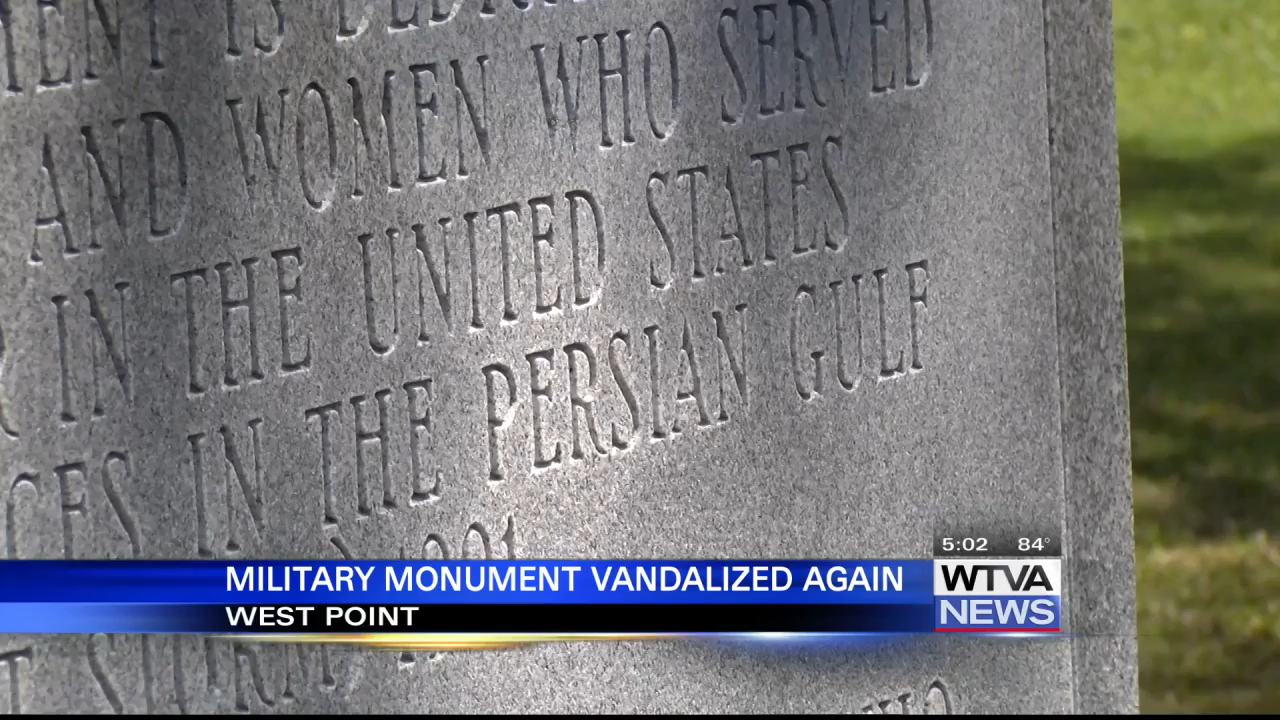 IS
AND WOMEN WHO SERVED
IN THE UNITED STATES
IN THE PERSIAN GULF
5:02 84°
MILITARY MONUMENT VANDALIZED AGAIN
WTVA
NEWS
WEST POINT